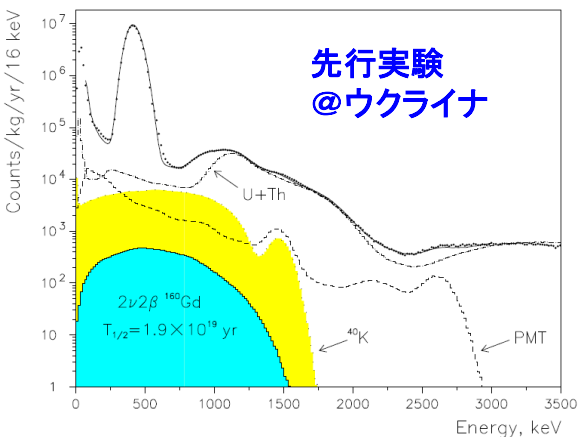 先行実験
@ウクライナ
Counts/kg/yr/16 keV
10⁷
10⁶
10⁵
10⁴
10³
10²
10
1
U+Th
2ν2β ¹⁶⁰Gd
T₁/₂=1.9×10¹⁹ yr
⁴⁰K
PMT
0 500 1000 1500 2000 2500 3000 3500
Energy, keV